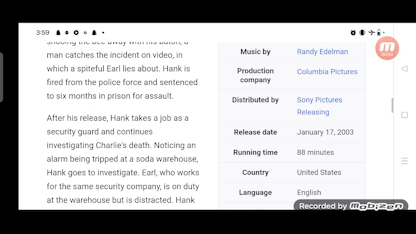 3:59
shooing the bee away with his baton, a
man catches the incident on video, in
which a spiteful Earl lies about. Hank is
fired from the police force and sentenced
to six months in prison for assault.
After his release, Hank takes a job as a
security guard and continues
investigating Charlie's death. Noticing an
alarm being tripped at a soda warehouse,
Hank goes to investigate. Earl, who
works for the same security company, is on duty
at the warehouse but is distracted. Hank
Music by Randy Edelman
Production company Columbia Pictures
Distributed by Sony Pictures
Releasing
Release date January 17, 2003
Running time 88 minutes
Country United States
Language English
Recorded by MOBIZEN